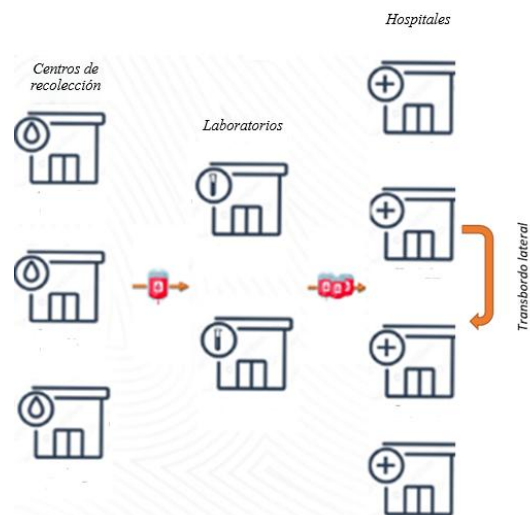 Hospitales
Centros de
recolección
Laboratorios
Transbordo lateral